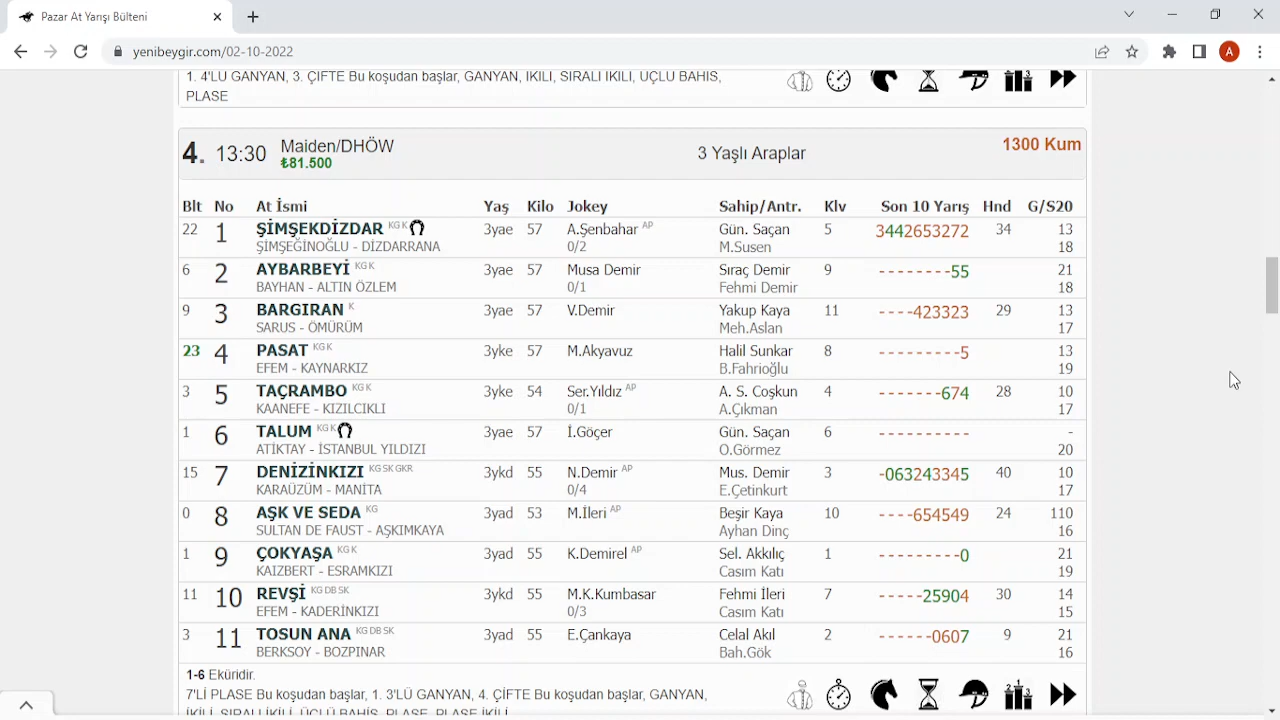 Pazar At Yarışı Bülteni
yenibeygir.com/02-10-2022
A
1. 4'LÜ GANYAN, 3. ÇİFTE Bu koşudan başlar, GANYAN, İKİLİ, SIRALI İKİLİ, ÜÇLÜ BAHİS,
PLASE
4. 13:30 Maiden/DHÖW 3 Yaşlı Araplar 1300 Kum
₺81.500
Blt No At İsmi Yaş Kilo Jokey Sahip/Antr. Klv Son 10 Yarış Hnd G/S20
22 1 ŞİMŞEKDİZDAR KG K 3yae 57 A.Şenbahar AP Gün. Saçan 5 3442653272 34 13
ŞİMŞEĞİNOĞLU - DİZDARRANA 0/2 M.Susen 18
6 2 AYBARBEYİ KG K 3yae 57 Musa Demir Sıraç Demir 9 --------55 21
BAYHAN - ALTIN ÖZLEM 0/1 Fehmi Demir 18
9 3 BARGIRAN K 3yae 57 V.Demir Yakup Kaya 11 ----423323 29 13
SARUS - ÖMÜRÜM Meh.Aslan 17
23 4 PASAT KG K 3yke 57 M.Akyavuz Halil Sunkar 8 ---------5 13
EFEM - KAYNARKIZ B.Fahrioğlu 19
3 5 TAÇRAMBO KG K 3yke 54 Ser.Yıldız AP A. S. Coşkun 4 -------674 28 10
KAANEFE - KIZILCIKLI 0/1 A.Çıkman 17
1 6 TALUM KG K 3yae 57 İ.Göçer Gün. Saçan 6 ---------- -
ATİKTAY - İSTANBUL YILDIZI O.Görmez 20
15 7 DENİZİNKIZI KG SK GKR 3ykd 55 N.Demir AP Mus. Demir 3 -063243345 40 10
KARAÜZÜM - MANİTA 0/4 E.Çetinkurt 17
0 8 AŞK VE SEDA KG 3yad 53 M.İleri AP Beşir Kaya 10 ----654549 24 110
SULTAN DE FAUST - AŞKIMKAYA Ayhan Dinç 16
1 9 ÇOKYAŞA KG K 3yad 55 K.Demirel AP Sel. Akkılıç 1 ---------0 21
KAIZBERT - ESRAMKIZI Casım Katı 19
11 10 REVŞİ KG DB SK 3ykd 55 M.K.Kumbasar Fehmi İleri 7 -----25904 30 14
EFEM - KADERİNKIZI 0/3 Casım Katı 15
3 11 TOSUN ANA KG DB SK 3yad 55 E.Çankaya Celal Akıl 2 ------0607 9 21
BERKSOY - BOZPINAR Bah.Gök 16
1-6 Eküridir.
7'Lİ PLASE Bu koşudan başlar, 1. 3'LÜ GANYAN, 4. ÇİFTE Bu koşudan başlar, GANYAN,
İKİLİ, SIRALI İKİLİ, ÜÇLÜ BAHİS, PLASE, PLASE İKİLİ